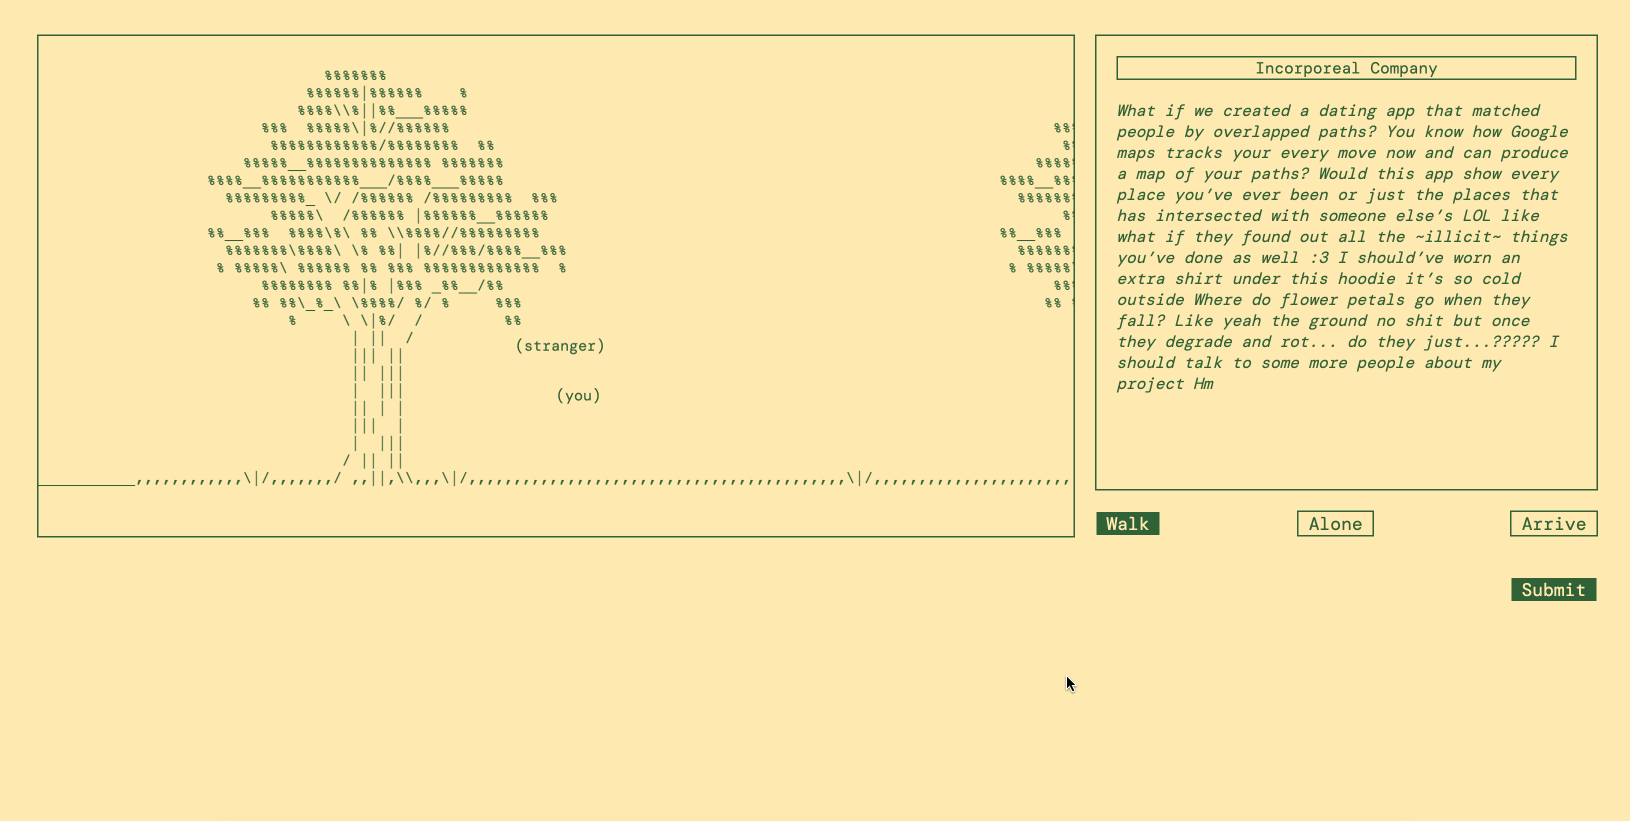 (stranger)
(you)
Incorporeal Company
What if we created a dating app that matched
people by overlapped paths? You know how Google
maps tracks your every move now and can produce
a map of your paths? Would this app show every
place you’ve ever been or just the places that
has intersected with someone else’s LOL like
what if they found out all the ~illicit~ things
you’ve done as well :3 I should’ve worn an
extra shirt under this hoodie it’s so cold
outside Where do flower petals go when they
fall? Like yeah the ground no shit but once
they degrade and rot... do they just...????? I
should talk to some more people about my
project Hm
Walk
Alone
Arrive
Submit